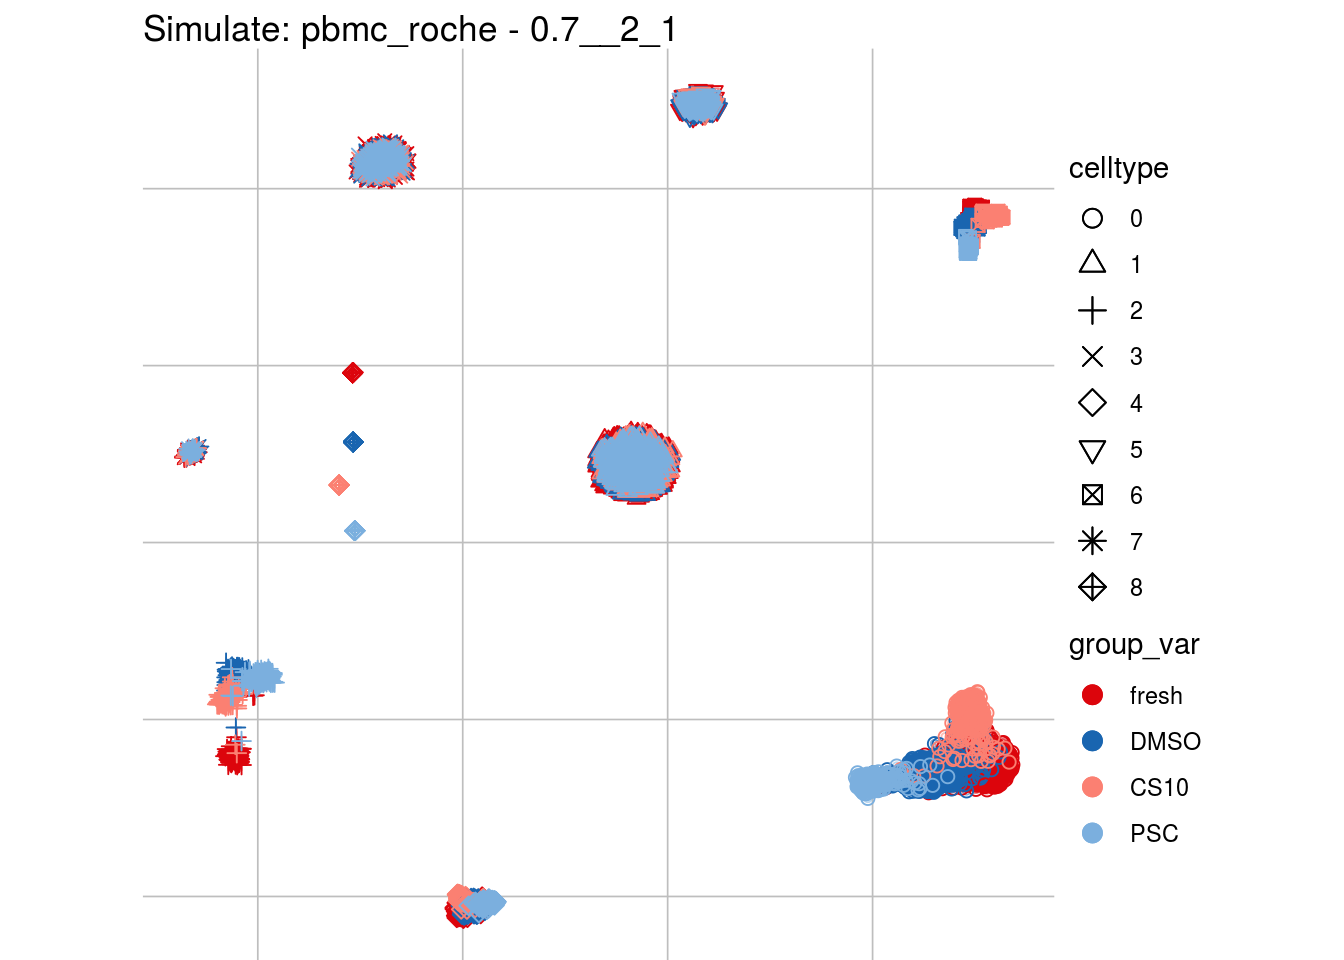 Simulate: pbmc_roche - 0.7__2_1
celltype
0
1
2
3
4
5
6
7
8
group_var
fresh
DMSO
CS10
PSC